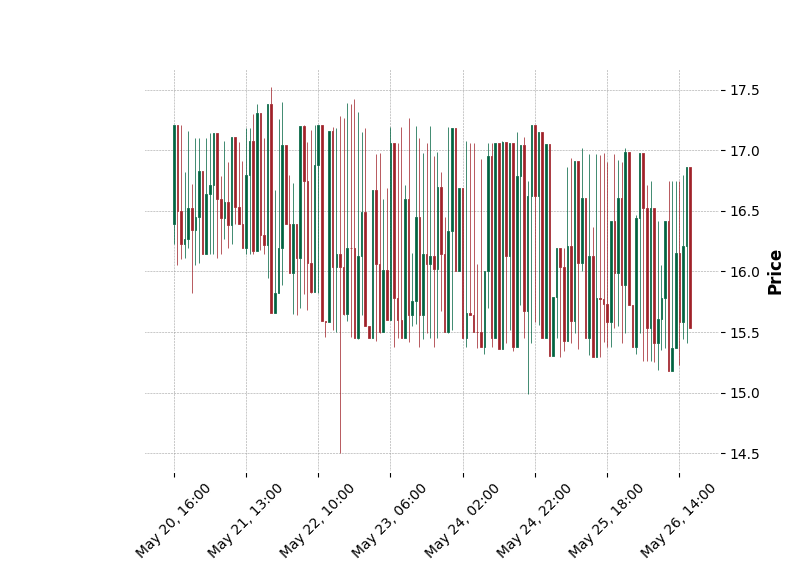 17.5
17.0
16.5
16.0
15.5
15.0
14.5
Price
May 20, 16:00
May 21, 13:00
May 22, 10:00
May 23, 06:00
May 24, 02:00
May 24, 22:00
May 25, 18:00
May 26, 14:00